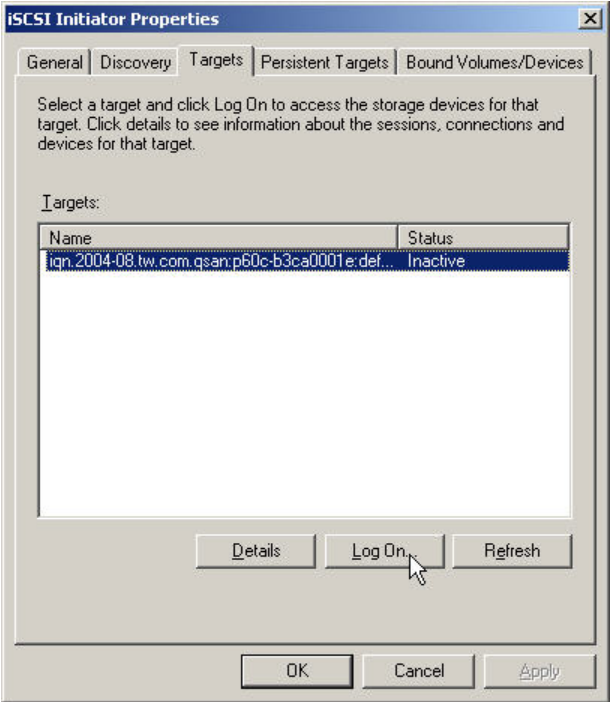 iSCSI Initiator Properties
General Discovery Targets Persistent Targets Bound Volumes/Devices
Select a target and click Log On to access the storage devices for that
target. Click details to see information about the sessions, connections and
devices for that target.
Targets:
Name Status
iqn.2004-08.tw.com.qsan:p60c-b3ca0001e:def... Inactive
Details Log On... Refresh
OK Cancel Apply